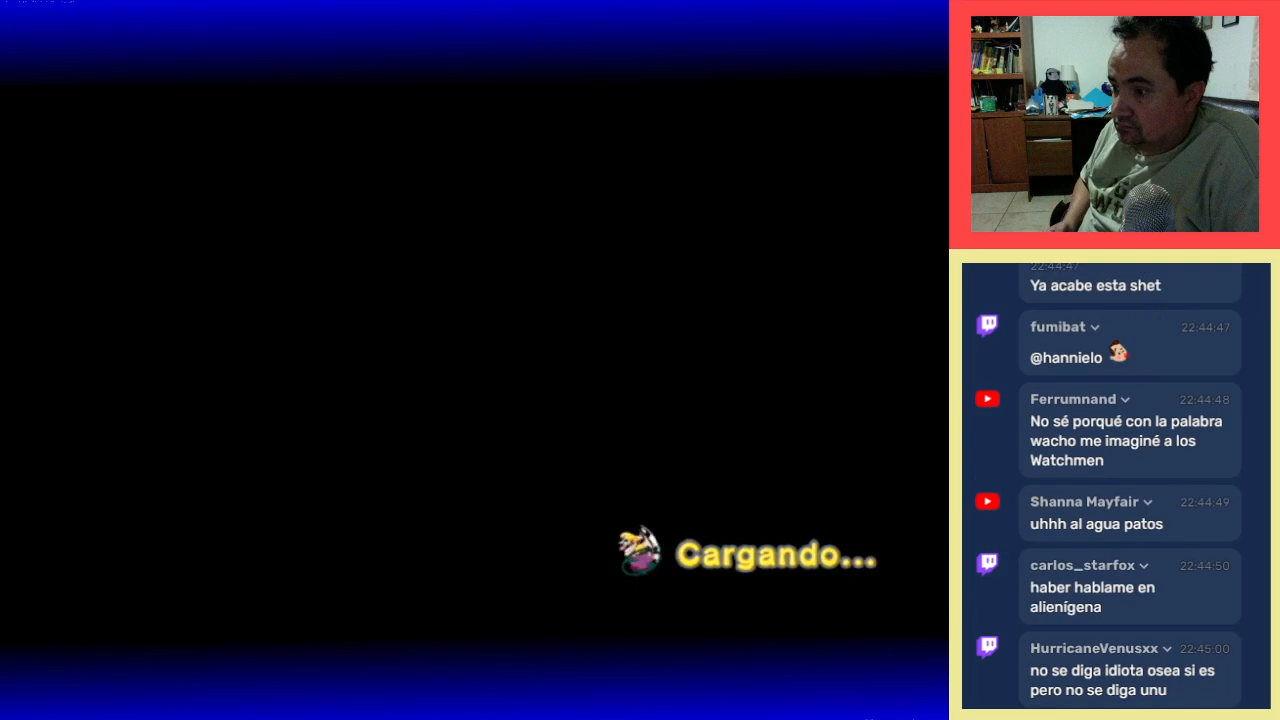 Cargando...
22:44:47
Ya acabe esta shet
fumibat 22:44:47
@hannielo
Ferrumnand 22:44:48
No sé porqué con la palabra
wacho me imaginé a los
Watchmen
Shanna Mayfair 22:44:49
uhhh al agua patos
carlos_starfox 22:44:50
haber hablame en
alienígena
HurricaneVenusxx 22:45:00
no se diga idiota osea si es
pero no se diga unu